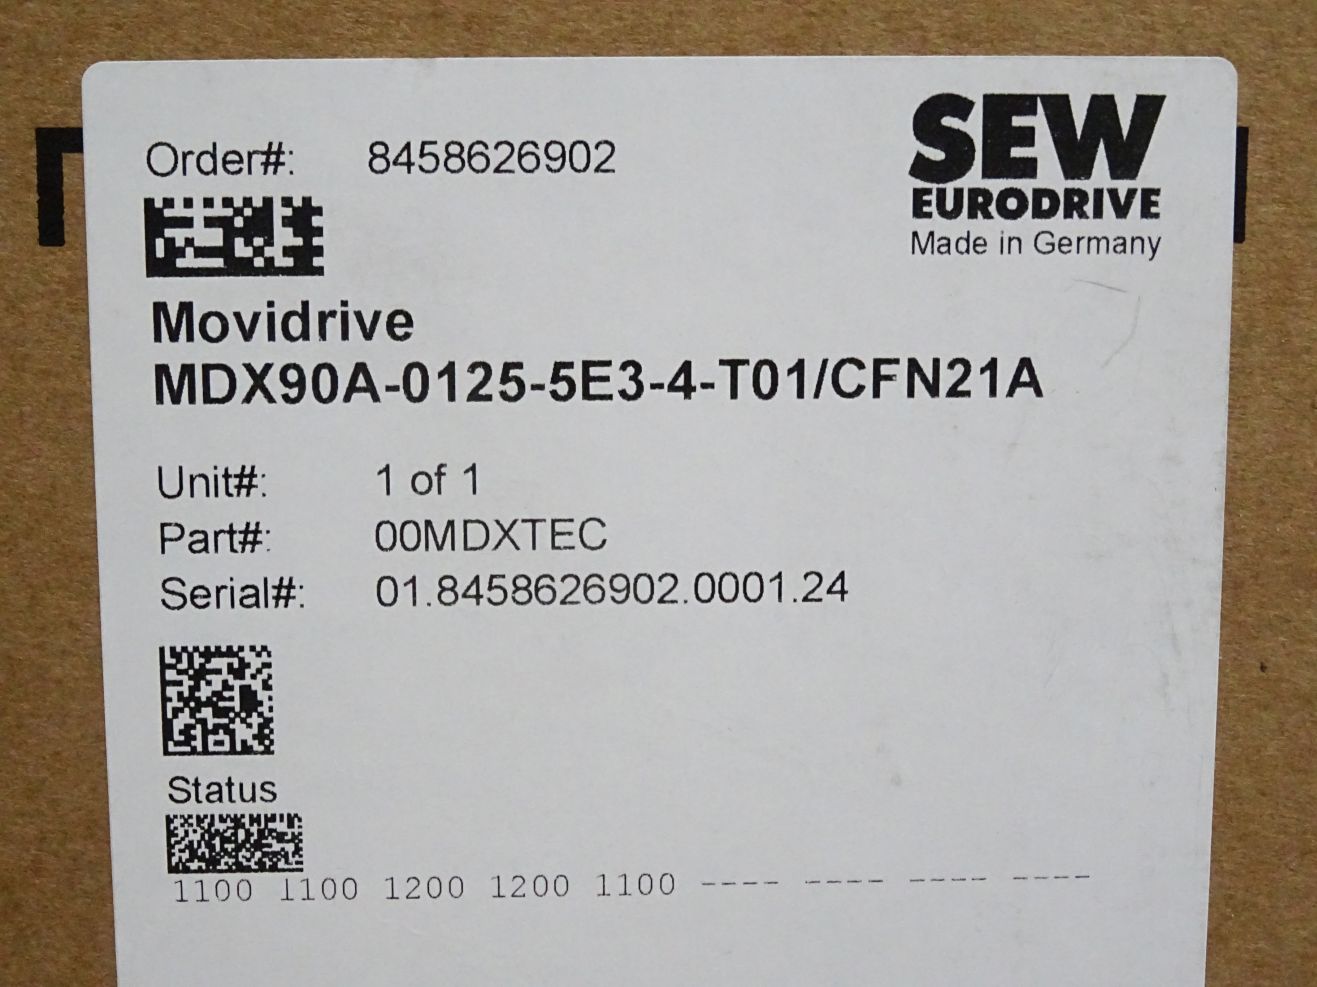 SEW
EURODRIVE
Made in Germany
Order#: 8458626902
Movidrive
MDX90A-0125-5E3-4-T01/CFN21A
Unit#: 1 of 1
Part#: 00MDXTEC
Serial#: 01.8458626902.0001.24
Status
1100 1100 1200 1200 1100 ---- ---- ---- ----